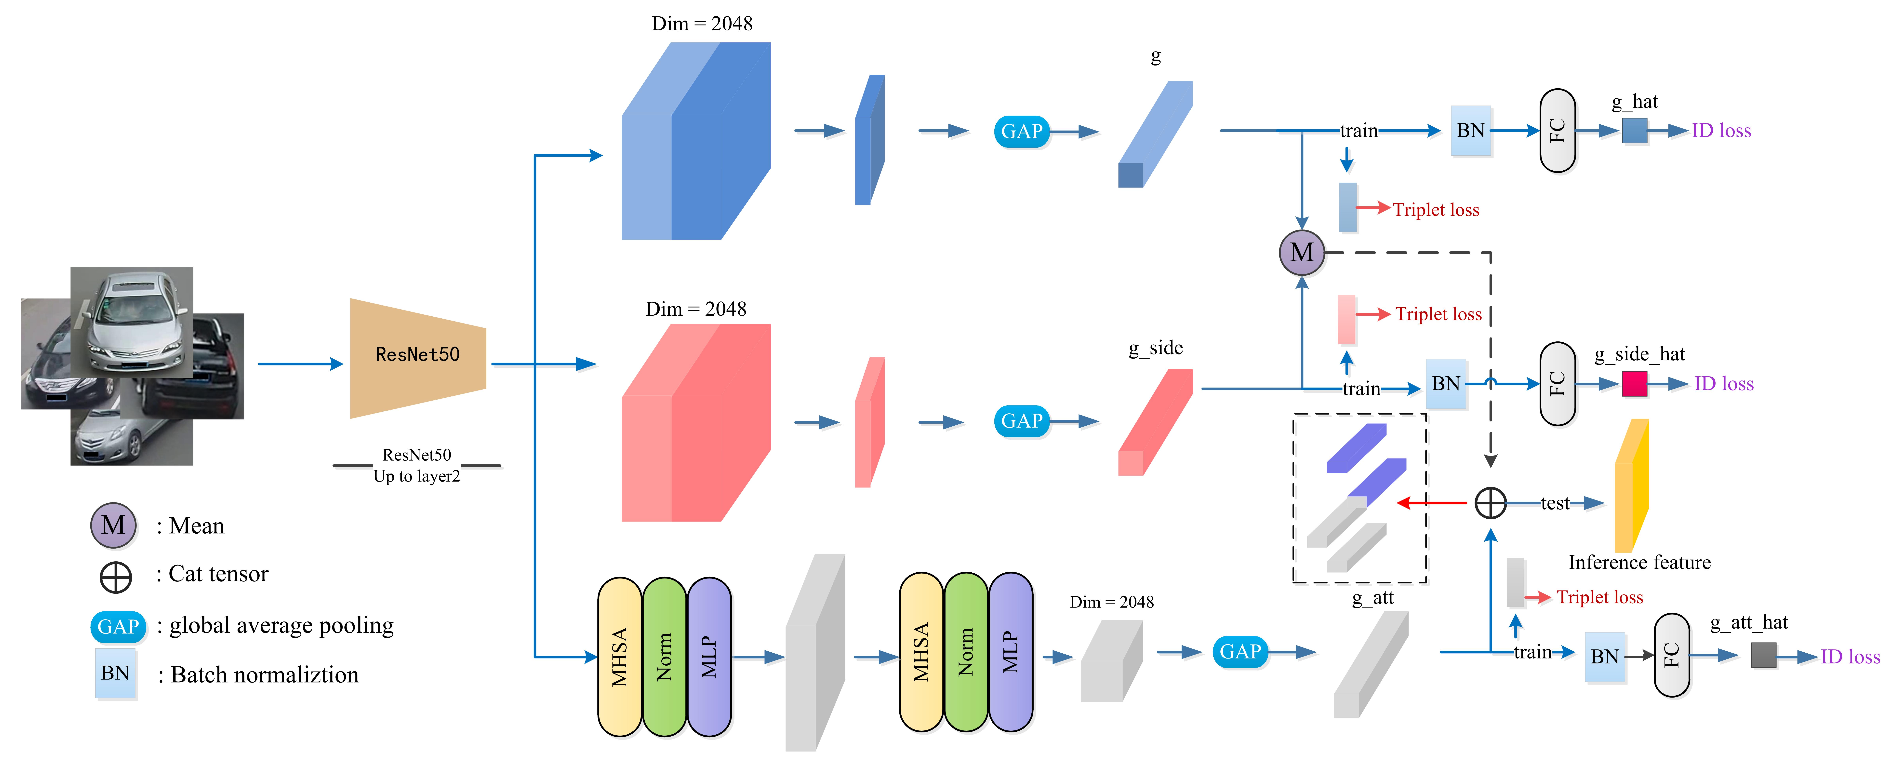 Dim = 2048
g
GAP
train
BN
FC
g_hat
ID loss
Triplet loss
M
Dim = 2048
g_side
GAP
Triplet loss
train
BN
FC
g_side_hat
ID loss
ResNet50
ResNet50
Up to layer2
test
Inference feature
M : Mean
: Cat tensor
GAP : global average pooling
BN : Batch normaliztion
MHSA
Norm
MLP
MHSA
Norm
MLP
Dim = 2048
GAP
g_att
Triplet loss
train
BN
FC
g_att_hat
ID loss